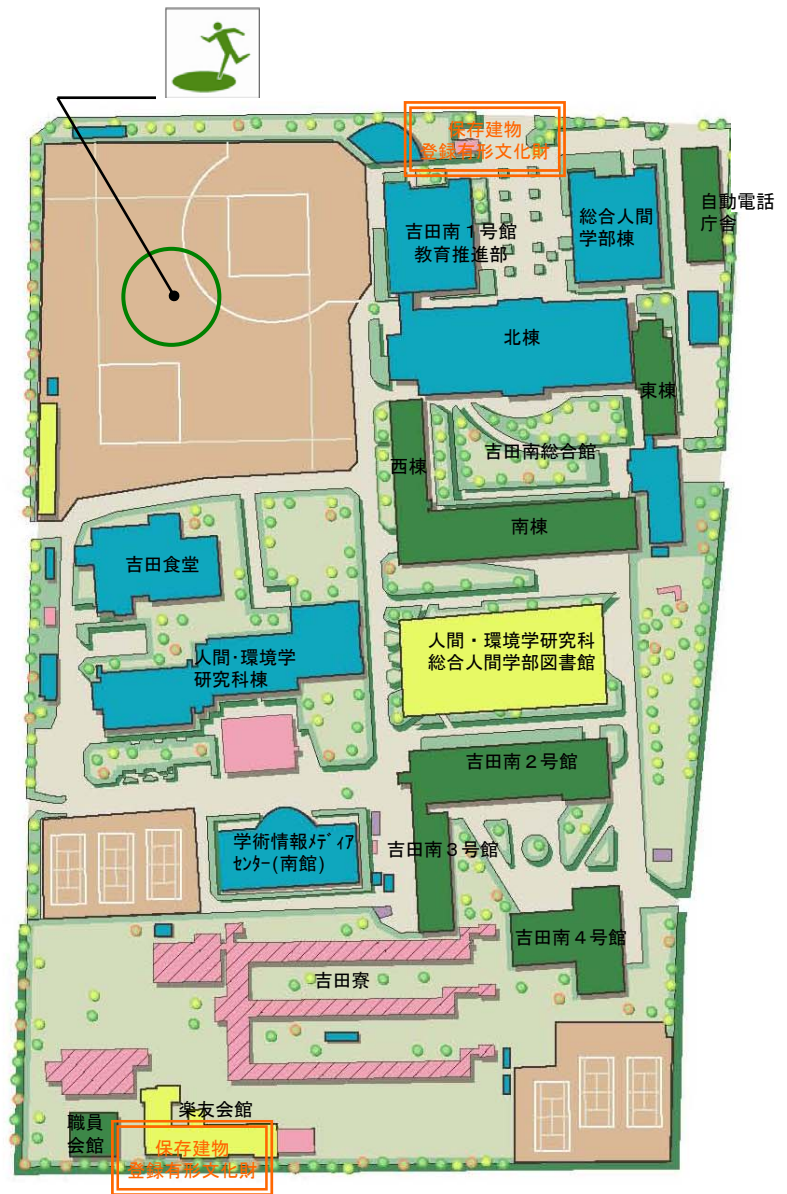 保存建物
登録有形文化財
自動電話
庁舎
総合人間
学部棟
吉田南１号館
教育推進部
北棟
東棟
吉田南総合館
西棟
南棟
吉田食堂
人間・環境学研究科
総合人間学部図書館
人間･環境学
研究科棟
吉田南２号館
学術情報ﾒﾃﾞｨｱ
ｾﾝﾀｰ(南館)
吉田南３号館
吉田南４号館
吉田寮
楽友会館
職員
会館
保存建物
登録有形文化財